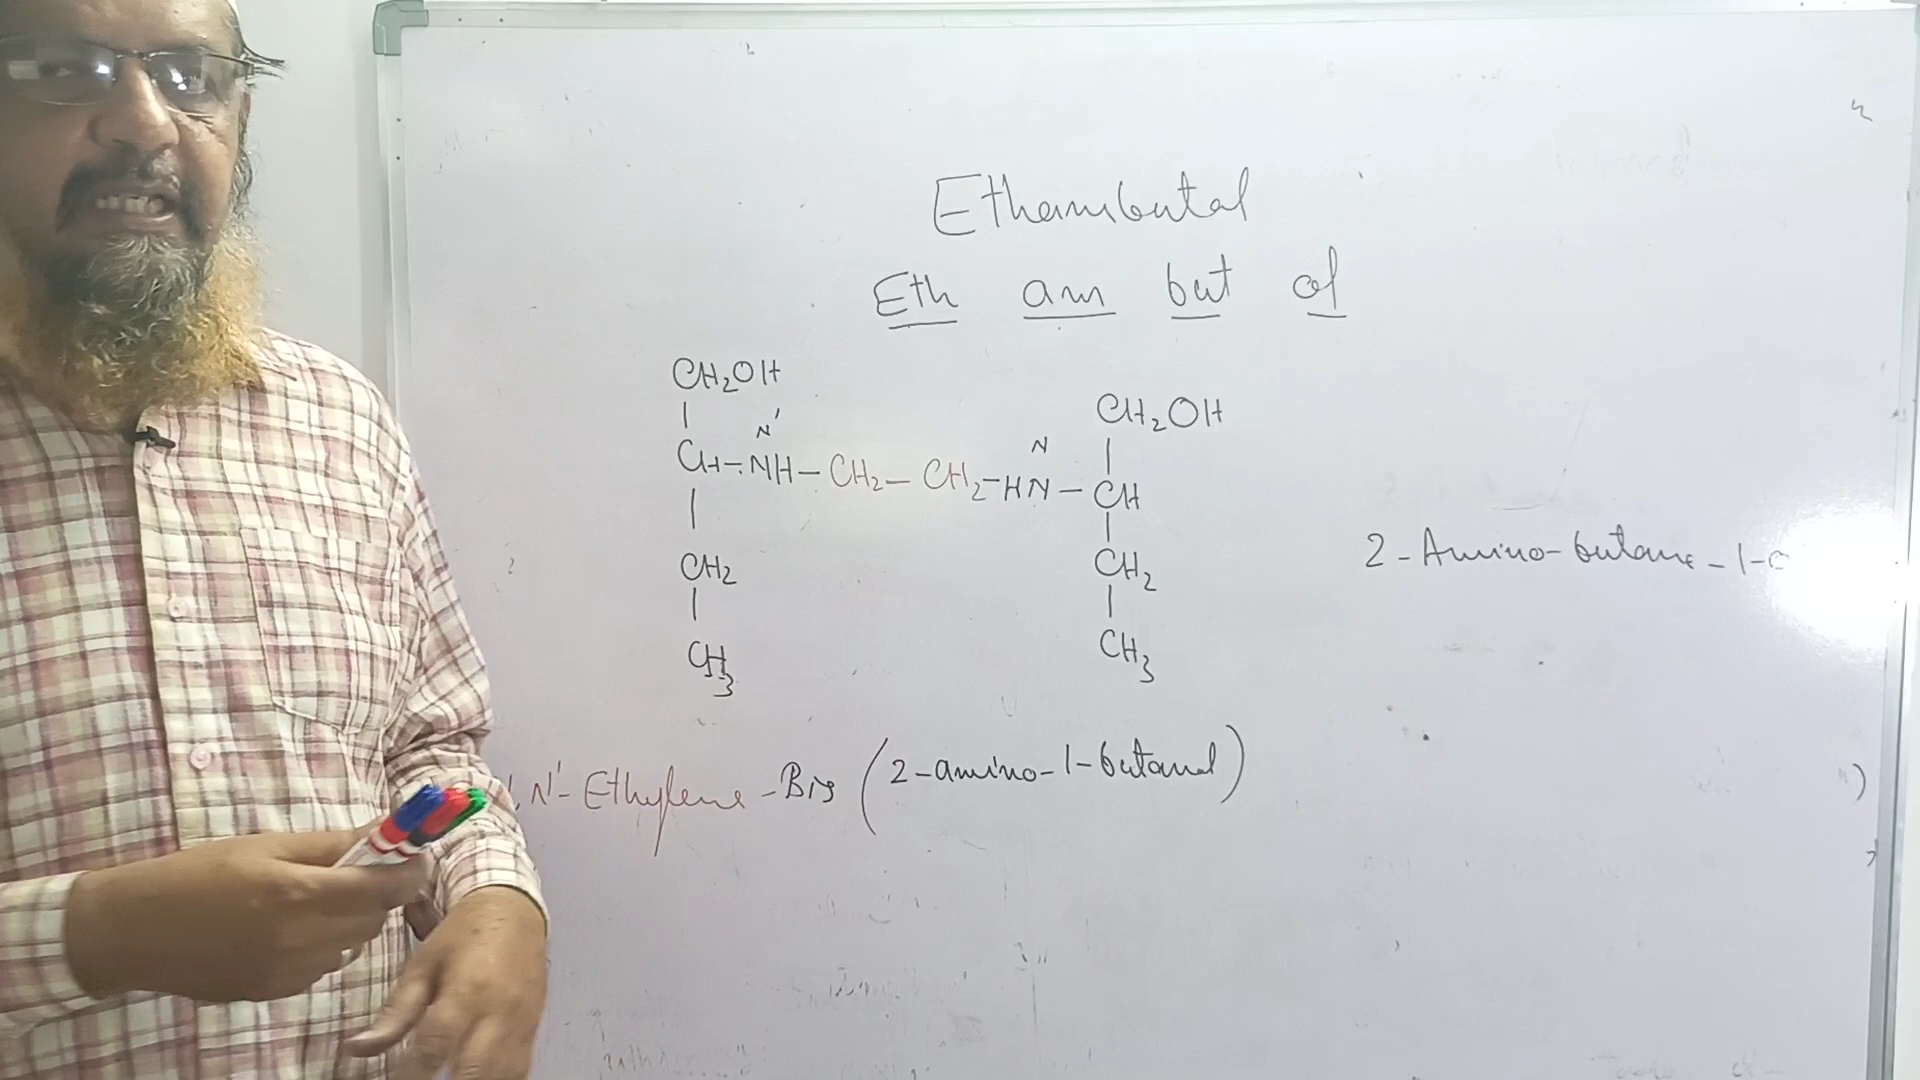 Ethambutol
Eth am but ol
CH2OH
CH2OH
N'
N
CH-NH-CH2-CH2-HN-CH
CH2
CH2
CH3
CH3
2-Amino-butane-1-o
, N'-Ethylene-Bis (2-amino-1-butanol)